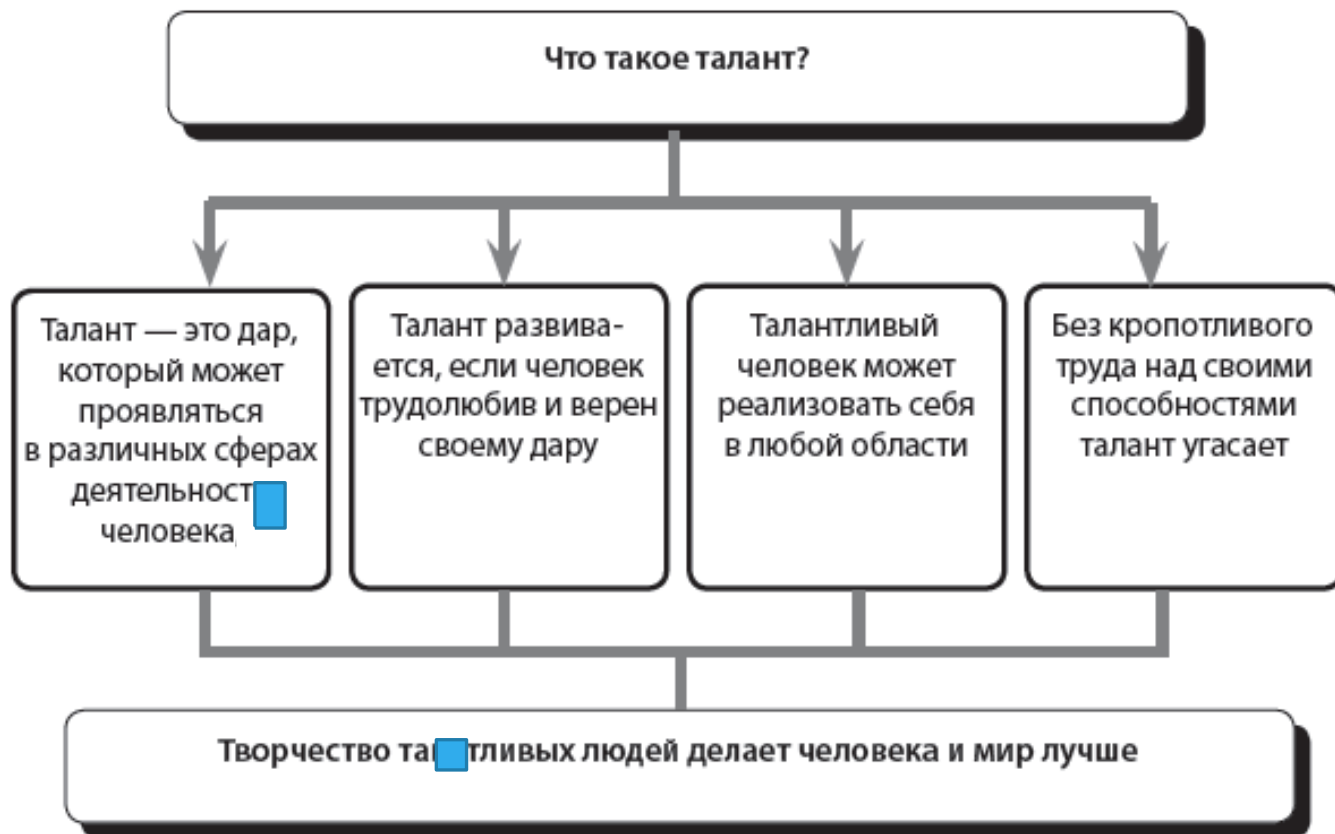 Что такое талант?
Талант — это дар,
который может
проявляться
в различных сферах
человека
Талант развива-
ется, если человек
трудолюбив и верен
своему дару
Талантливый
человек может
реализовать себя
в любой области
Без кропотливого
труда над своими
способностями
талант угасает
Творчество людей делает человека и мир лучше